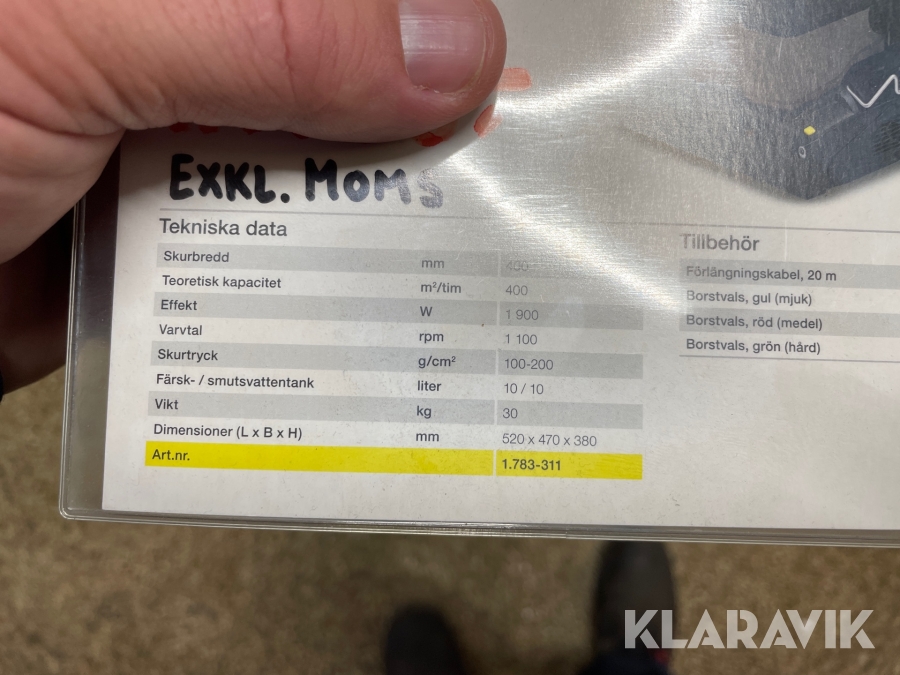 EXKL. MOMS
Tekniska data
Skurbredd mm 400
Teoretisk kapacitet m²/tim 400
Effekt W 1 900
Varvtal rpm 1 100
Skurtryck g/cm² 100-200
Färsk- / smutsvattentank liter 10 / 10
Vikt kg 30
Dimensioner (L x B x H) mm 520 x 470 x 380
Art.nr. 1.783-311
Tillbehör
Förlängningskabel, 20 m
Borstvals, gul (mjuk)
Borstvals, röd (medel)
Borstvals, grön (hård)
KLARAVIK